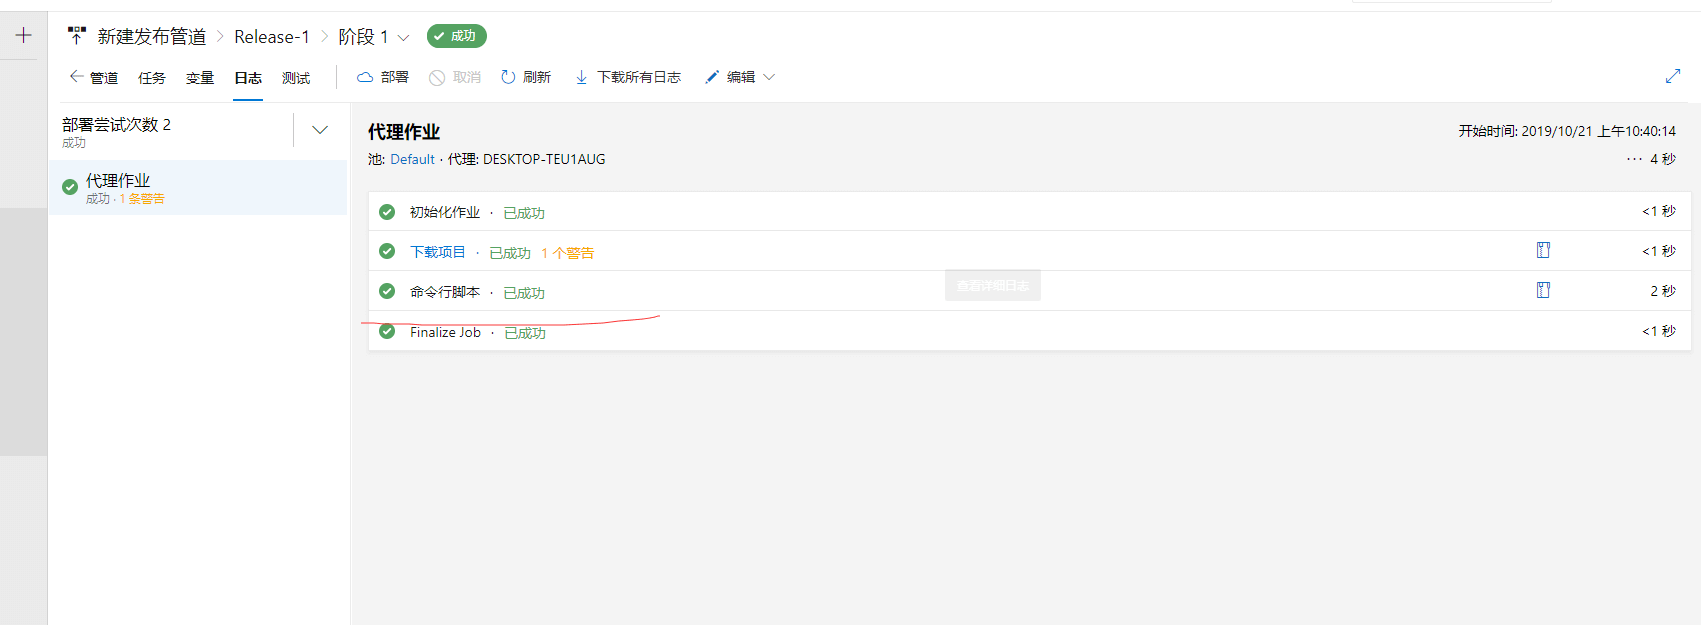 新建发布管道 > Release-1 > 阶段 1 成功
管道 任务 变量 日志 测试 部署 取消 刷新 下载所有日志 编辑
部署尝试次数 2
成功
代理作业
成功 · 1 条警告
代理作业
开始时间: 2019/10/21 上午10:40:14
池: Default · 代理: DESKTOP-TEU1AUG
··· 4 秒
初始化作业 · 已成功 <1 秒
下载项目 · 已成功 1 个警告 <1 秒
查看详细日志
命令行脚本 · 已成功 2 秒
Finalize Job · 已成功 <1 秒